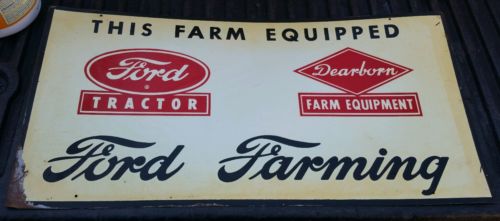 THIS FARM EQUIPPED
Ford
TRACTOR
Dearborn
FARM EQUIPMENT
Ford Farming